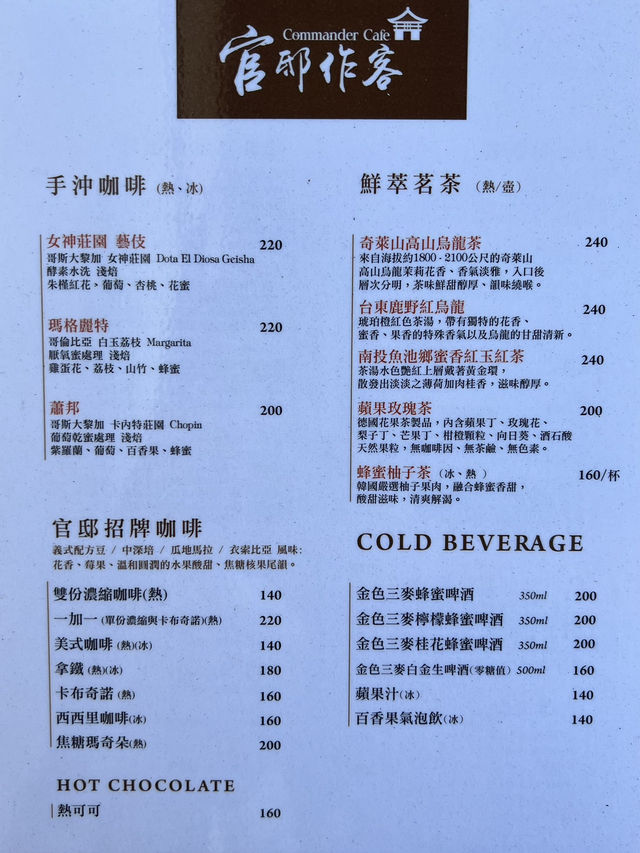 Commander Cafe
官邸作客
手沖咖啡 (熱、冰)
女神莊園 藝伎 220
哥斯大黎加 女神莊園 Dota El Diosa Geisha
酵素水洗 淺焙
朱槿紅花、葡萄、杏桃、花蜜
瑪格麗特 220
哥倫比亞 白玉荔枝 Margarita
厭氧蜜處理 淺焙
雞蛋花、荔枝、山竹、蜂蜜
蕭邦 200
哥斯大黎加 卡內特莊園 Chopin
葡萄乾蜜處理 淺焙
紫羅蘭、葡萄、百香果、蜂蜜
官邸招牌咖啡
義式配方豆 / 中深培 / 瓜地馬拉 / 衣索比亞 風味:
花香、莓果、溫和圓潤的水果酸甜、焦糖核果尾韻。
雙份濃縮咖啡(熱) 140
一加一 (單份濃縮與卡布奇諾)(熱) 220
美式咖啡 (熱)(冰) 140
拿鐵 (熱)(冰) 180
卡布奇諾 (熱) 160
西西里咖啡(冰) 160
焦糖瑪奇朵(熱) 200
HOT CHOCOLATE
熱可可 160
鮮萃茗茶 (熱/壺)
奇萊山高山烏龍茶 240
來自海拔約1800 - 2100公尺的奇萊山
高山烏龍茉莉花香、香氣淡雅，入口後
層次分明，茶味鮮甜醇厚、韻味繞喉。
台東鹿野紅烏龍 240
琥珀橙紅色茶湯，帶有獨特的花香、
蜜香、果香的特殊香氣以及烏龍的甘甜清新。
南投魚池鄉蜜香紅玉紅茶 240
茶湯水色艷紅上層戴著黃金環，
散發出淡淡之薄荷加肉桂香，滋味醇厚。
蘋果玫瑰茶 200
德國花果茶製品，內含蘋果丁、玫瑰花、
梨子丁、芒果丁、柑橙顆粒、向日葵、酒石酸
天然果粒，無咖啡因、無茶鹼、無色素。
蜂蜜柚子茶 (冰、熱) 160/杯
韓國嚴選柚子果肉，融合蜂蜜香甜，
酸甜滋味，清爽解渴。
COLD BEVERAGE
金色三麥蜂蜜啤酒 350ml 200
金色三麥檸檬蜂蜜啤酒 350ml 200
金色三麥桂花蜂蜜啤酒 350ml 200
金色三麥白金生啤酒(零糖值) 500ml 160
蘋果汁(冰) 140
百香果氣泡飲(冰) 140